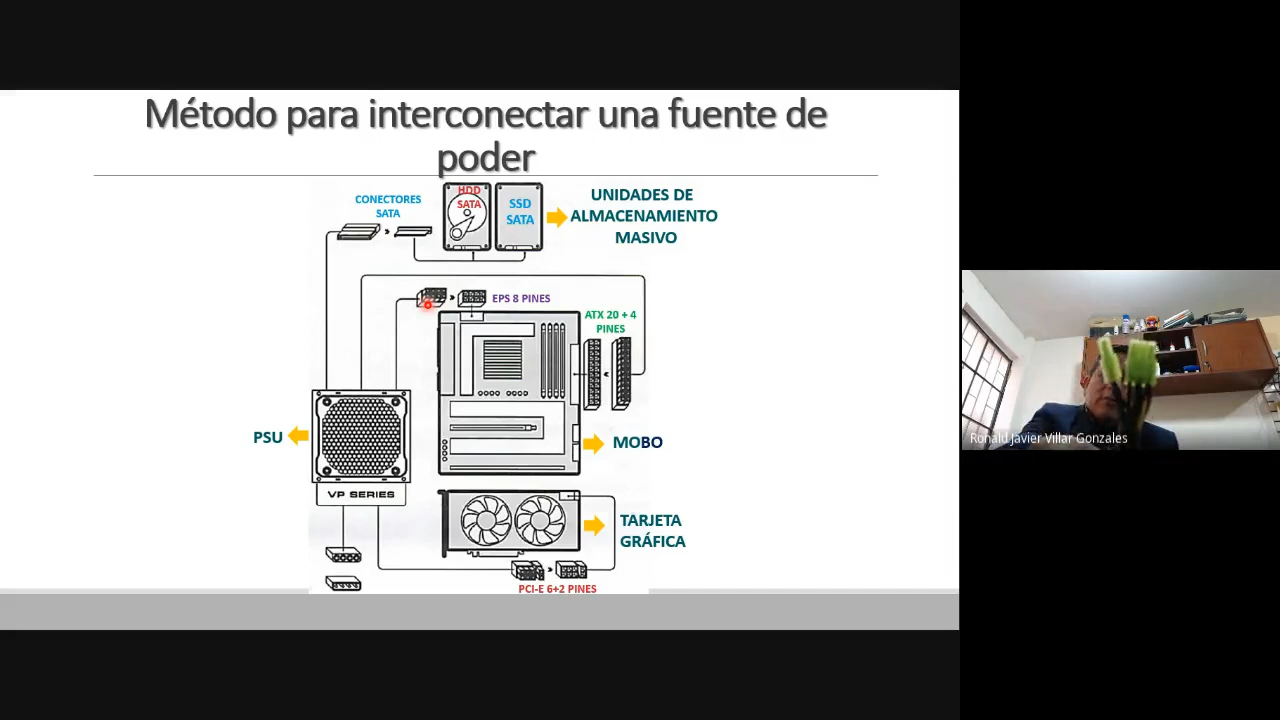 Método para interconectar una fuente de
poder
CONECTORES
SATA
HDD
SATA
SSD
SATA
UNIDADES DE
ALMACENAMIENTO
MASIVO
EPS 8 PINES
ATX 20 + 4
PINES
PSU
MOBO
VP SERIES
TARJETA
GRÁFICA
PCI-E 6+2 PINES
Ronald Javier Villar Gonzales